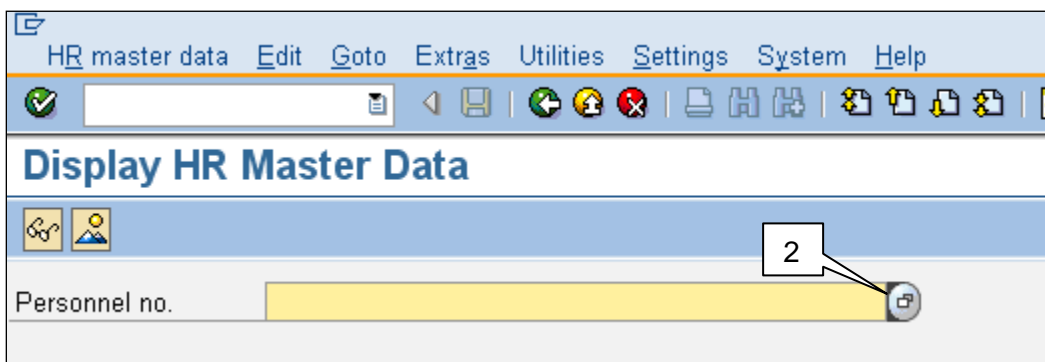 HR master data Edit Goto Extras Utilities Settings System Help
Display HR Master Data
2
Personnel no.